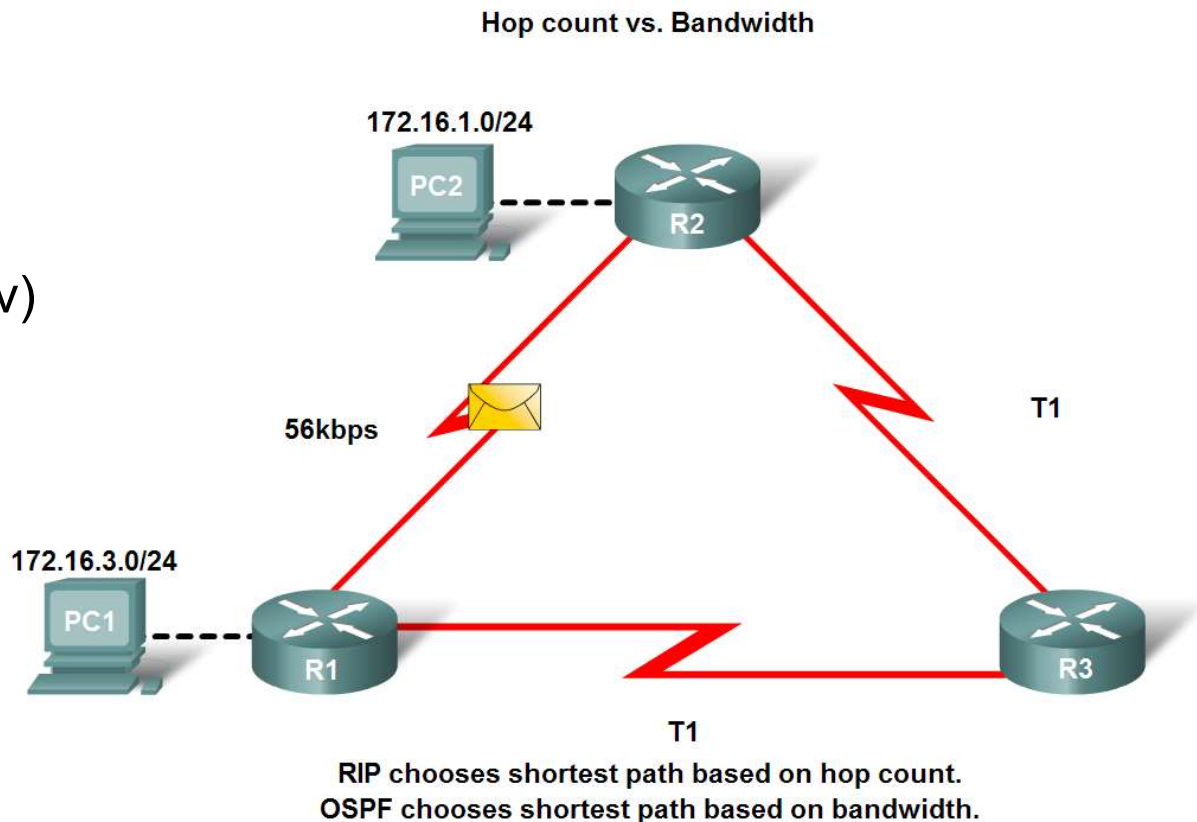 Hop count vs. Bandwidth
172.16.1.0/24
PC2
R2
v)
56kbps
T1
172.16.3.0/24
PC1
R1
R3
T1
RIP chooses shortest path based on hop count.
OSPF chooses shortest path based on bandwidth.